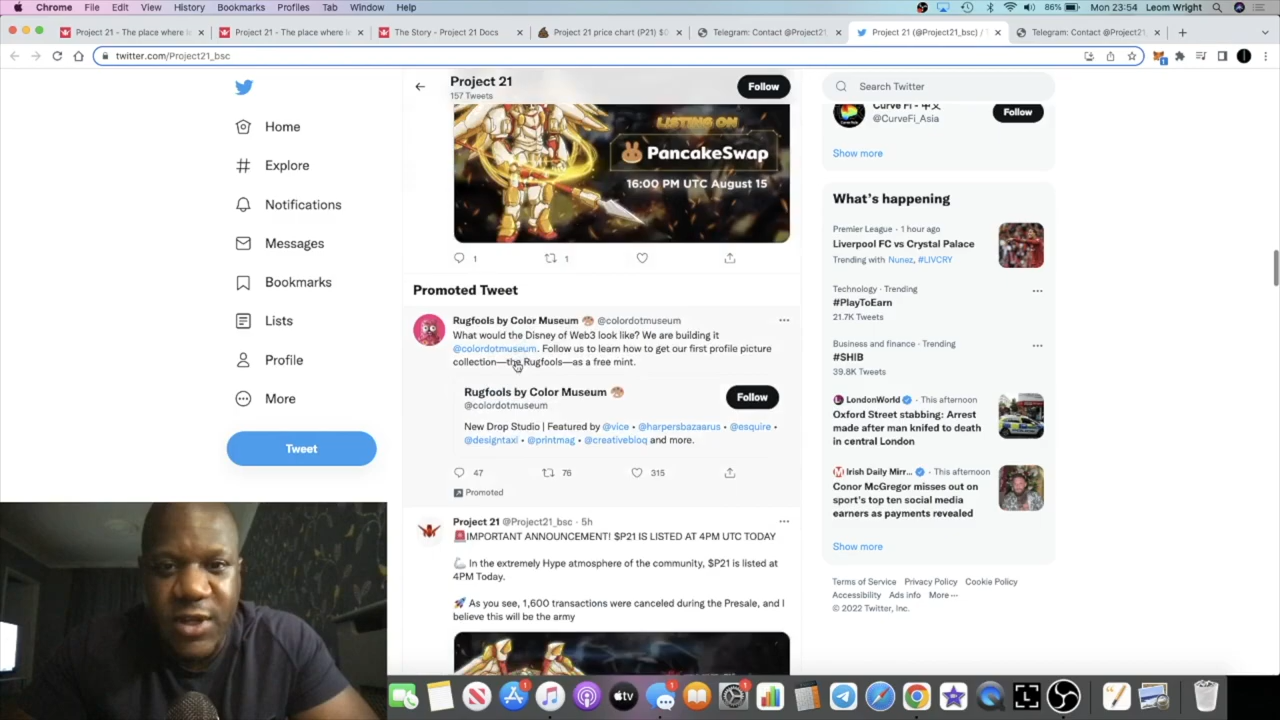 Chrome File Edit View History Bookmarks Profiles Tab Window Help
86% Mon 23:54 Leom Wright
Project 21 - The place where l
Project 21 - The place where l
The Story - Project 21 Docs
Project 21 price chart (P21) $0
Telegram: Contact @Project21
Project 21 (@Project21_bsc) / T
Telegram: Contact @Project21
twitter.com/Project21_bsc
Home
Explore
Notifications
Messages
Bookmarks
Lists
Profile
More
Tweet
Project 21
157 Tweets
Follow
LISTING ON
PancakeSwap
16:00 PM UTC August 15
1 1
Promoted Tweet
Rugfools by Color Museum @colordotmuseum
What would the Disney of Web3 look like? We are building it
@colordotmuseum. Follow us to learn how to get our first profile picture
collection—the Rugfools—as a free mint.
Rugfools by Color Museum
@colordotmuseum
Follow
New Drop Studio | Featured by @vice • @harpersbazaarus • @esquire •
@designtaxi • @printmag • @creativebloq and more.
47 76 315
Promoted
Project 21 @Project21_bsc · 5h
IMPORTANT ANNOUNCEMENT! $P21 IS LISTED AT 4PM UTC TODAY
In the extremely Hype atmosphere of the community, $P21 is listed at
4PM Today.
As you see, 1,600 transactions were canceled during the Presale, and I
believe this will be the army
Search Twitter
Curve Fi - 中文
@CurveFi_Asia
Follow
Show more
What's happening
Premier League · 1 hour ago
Liverpool FC vs Crystal Palace
Trending with Nunez, #LIVCRY
Technology · Trending
#PlayToEarn
21.7K Tweets
Business and finance · Trending
#$HIB
39.8K Tweets
LondonWorld · This afternoon
Oxford Street stabbing: Arrest
made after man knifed to death
in central London
Irish Daily Mirr... · This afternoon
Conor McGregor misses out on
sport's top ten social media
earners as payments revealed
Show more
Terms of Service Privacy Policy Cookie Policy
Accessibility Ads info More ···
© 2022 Twitter, Inc.
tv